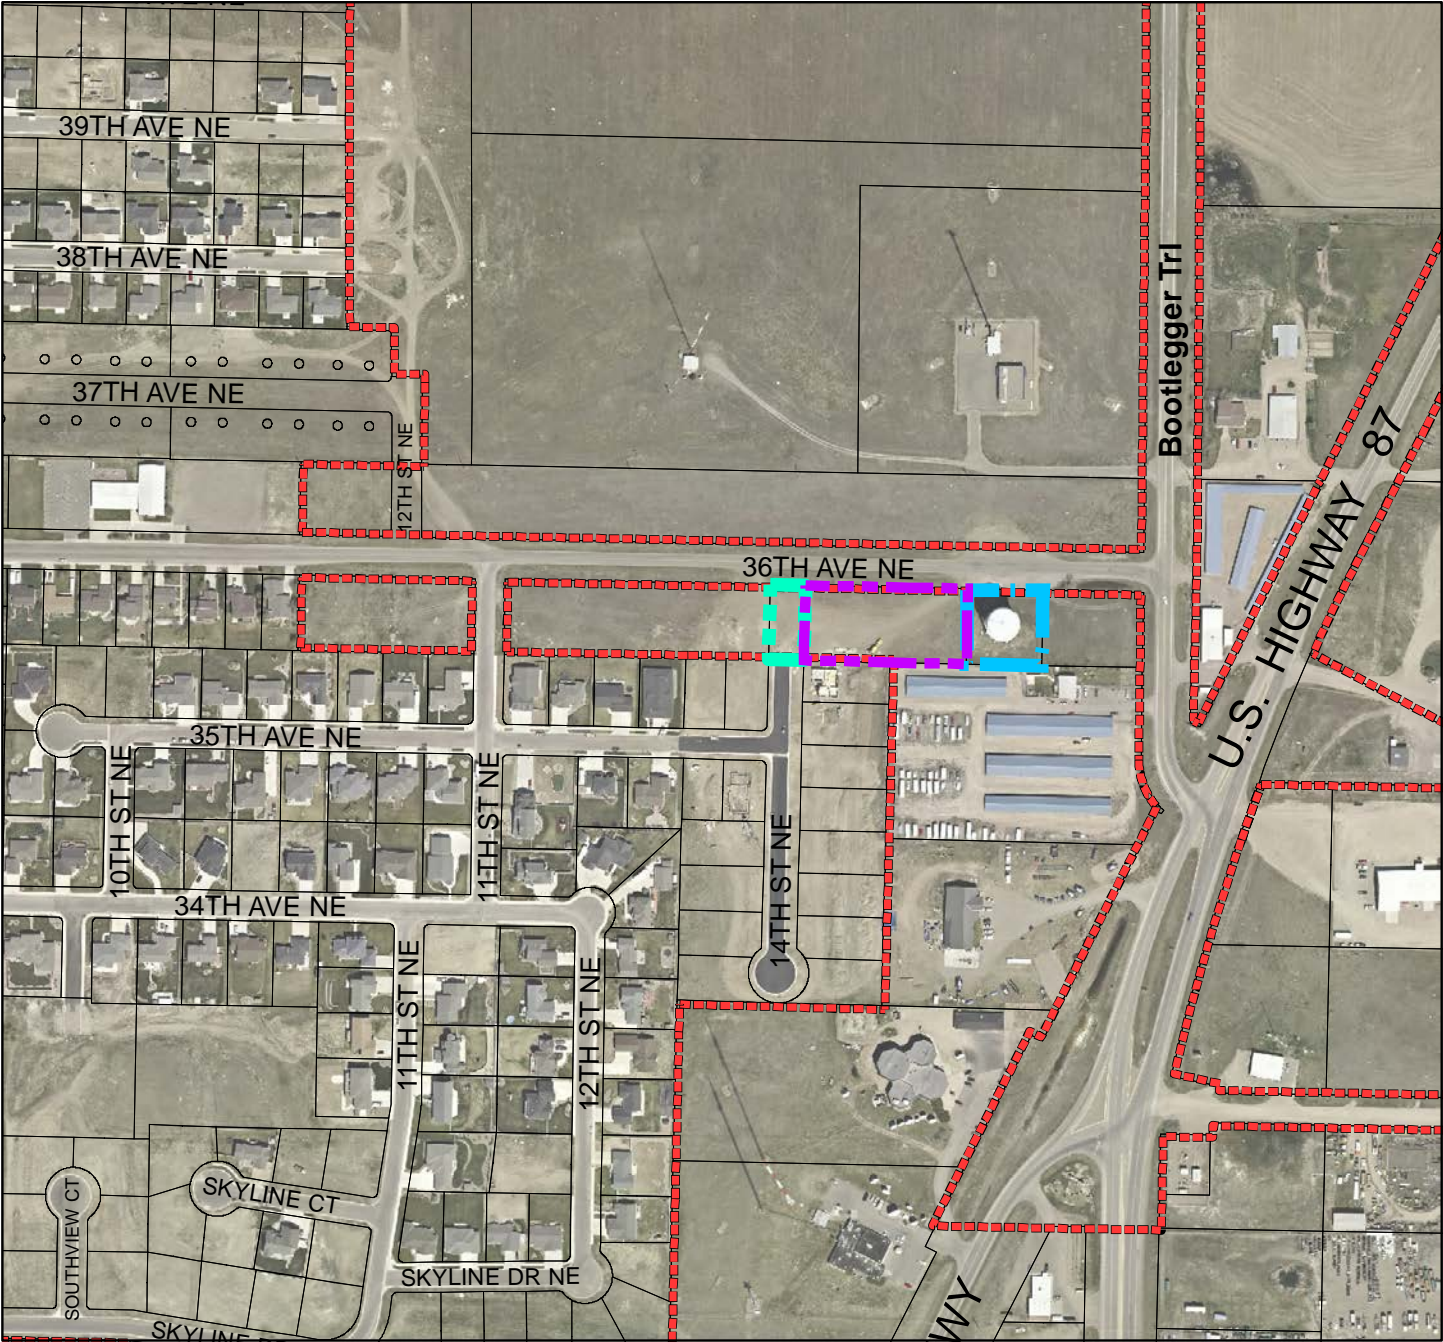 39TH AVE NE
38TH AVE NE
37TH AVE NE
12TH ST NE
Bootlegger Trl
87
U.S. HIGHWAY
36TH AVE NE
35TH AVE NE
10TH ST NE
11TH ST NE
14TH ST NE
34TH AVE NE
11TH ST NE
12TH ST NE
SKYLINE CT
SOUTHVIEW CT
SKYLINE DR NE
SKYLINE
WY